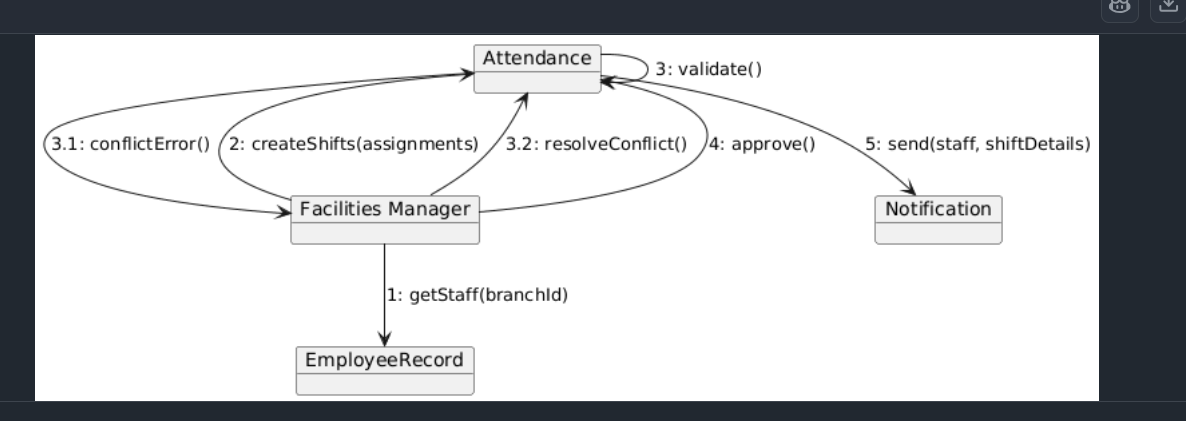 Attendance
3: validate()
3.1: conflictError()
2: createShifts(assignments)
3.2: resolveConflict()
4: approve()
5: send(staff, shiftDetails)
Facilities Manager
Notification
1: getStaff(branchId)
EmployeeRecord